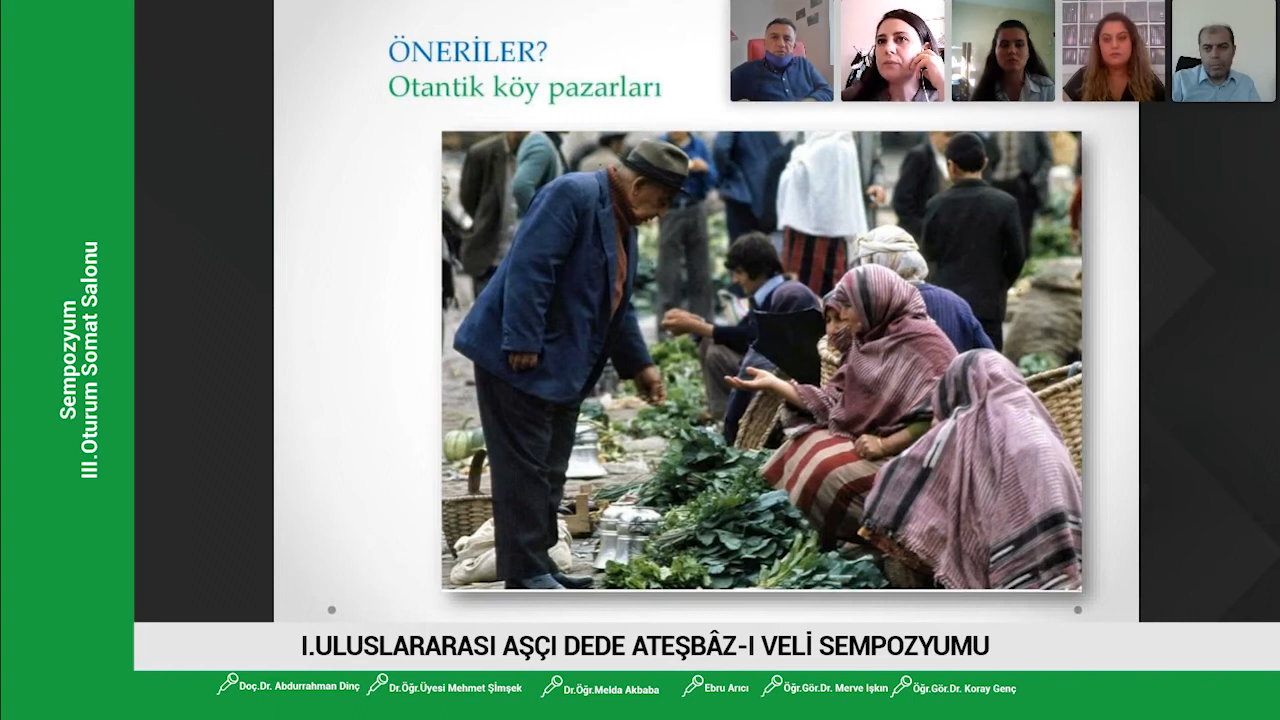 ÖNERİLER?
Otantik köy pazarları
Sempozyum
III.Oturum Somat Salonu
I.ULUSLARARASI AŞÇI DEDE ATEŞBÂZ-I VELİ SEMPOZYUMU
Doç.Dr. Abdurrahman Dinç
Dr.Öğr.Üyesi Mehmet Şİmşek
Dr.Öğr.Melda Akbaba
Ebru Arıcı
Öğr.Gör.Dr. Merve Işkın
Öğr.Gör.Dr. Koray Genç